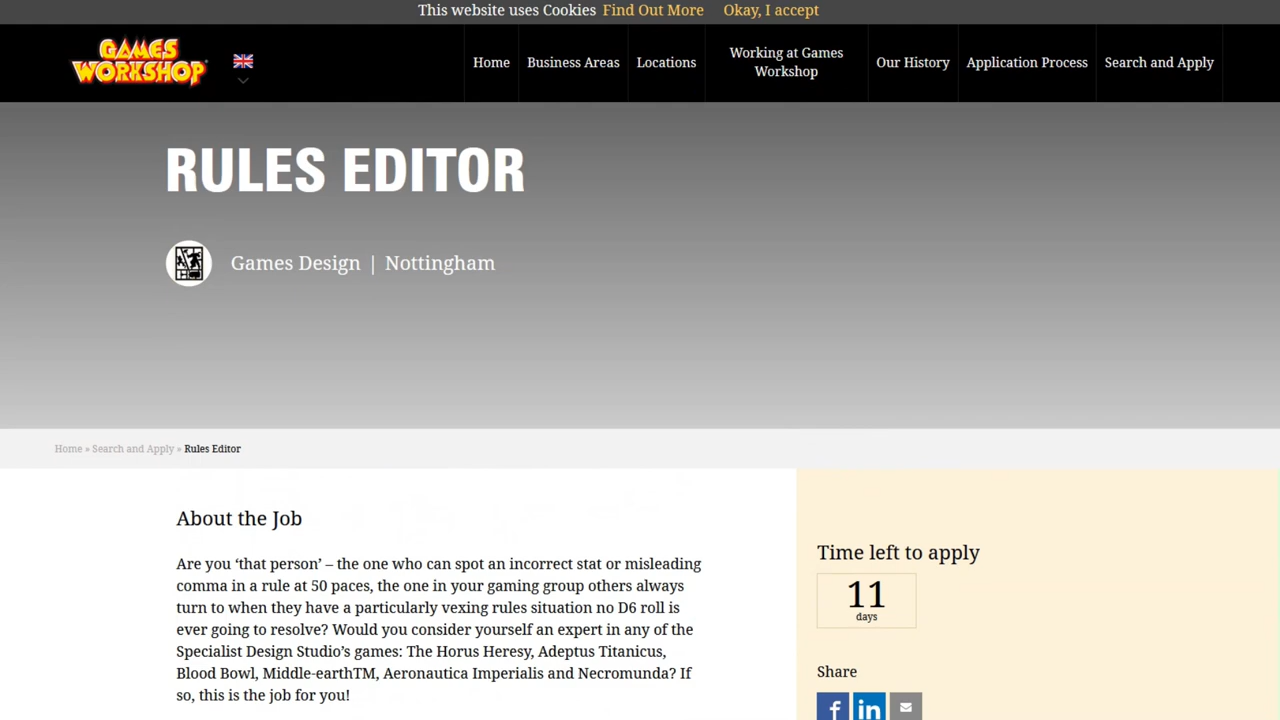 This website uses Cookies Find Out More Okay, I accept
GAMES
WORKSHOP
Home
Business Areas
Locations
Working at Games
Workshop
Our History
Application Process
Search and Apply
RULES EDITOR
Games Design | Nottingham
Home » Search and Apply » Rules Editor
About the Job
Are you ‘that person’ – the one who can spot an incorrect stat or misleading
comma in a rule at 50 paces, the one in your gaming group others always
turn to when they have a particularly vexing rules situation no D6 roll is
ever going to resolve? Would you consider yourself an expert in any of the
Specialist Design Studio’s games: The Horus Heresy, Adeptus Titanicus,
Blood Bowl, Middle-earthTM, Aeronautica Imperialis and Necromunda? If
so, this is the job for you!
Time left to apply
11
days
Share
f
in